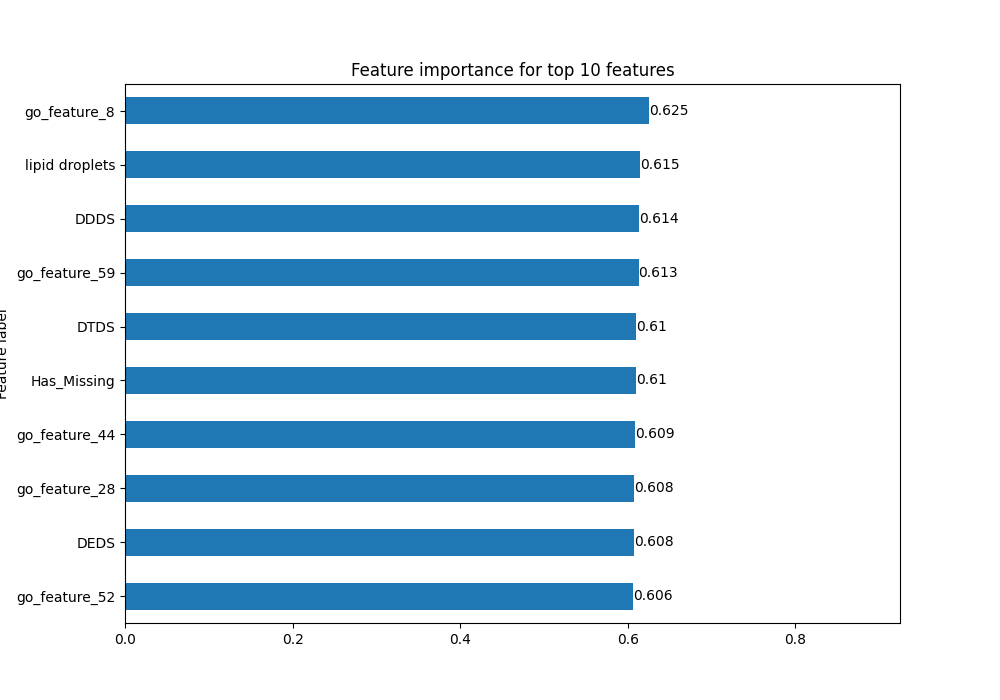 Feature importance for top 10 features
go_feature_8 0.625
lipid droplets 0.615
DDDS 0.614
go_feature_59 0.613
DTDS 0.61
Has_Missing 0.61
go_feature_44 0.609
go_feature_28 0.608
DEDS 0.608
go_feature_52 0.606
Feature label
0.0 0.2 0.4 0.6 0.8